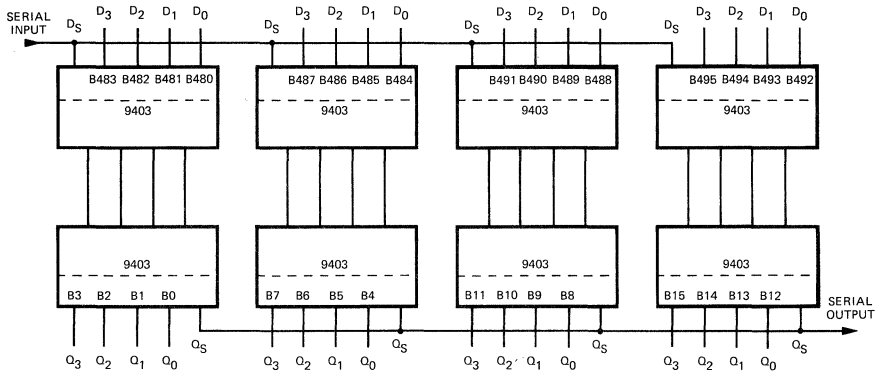 SERIAL INPUT
DS D3 D2 D1 D0 DS D3 D2 D1 D0 DS D3 D2 D1 D0 DS D3 D2 D1 D0
B483 B482 B481 B480 B487 B486 B485 B484 B491 B490 B489 B488 B495 B494 B493 B492
9403 9403 9403 9403
9403 9403 9403 9403
B3 B2 B1 B0 B7 B6 B5 B4 B11 B10 B9 B8 B15 B14 B13 B12
SERIAL OUTPUT
Q3 Q2 Q1 Q0 QS Q3 Q2 Q1 Q0 QS Q3 Q2 Q1 Q0 QS Q3 Q2 Q1 Q0 QS